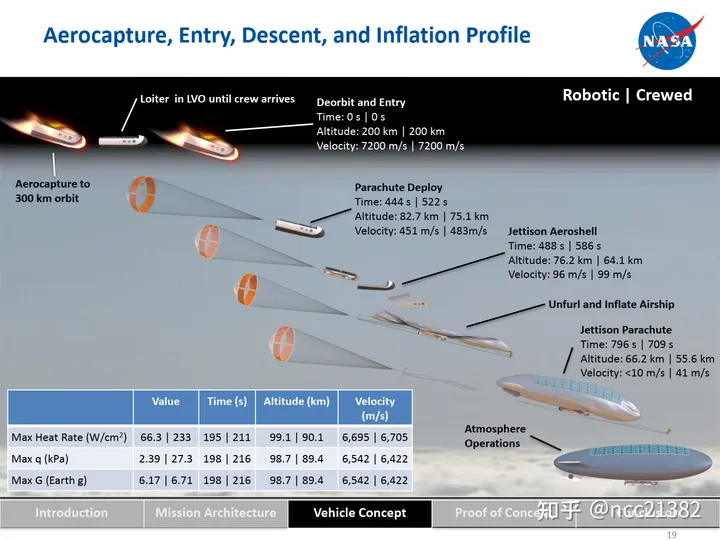 Aerocapture, Entry, Descent, and Inflation Profile
NASA
Robotic | Crewed
Loiter in LVO until crew arrives
Deorbit and Entry
Time: 0 s | 0 s
Altitude: 200 km | 200 km
Velocity: 7200 m/s | 7200 m/s
Aerocapture to
300 km orbit
Parachute Deploy
Time: 444 s | 522 s
Altitude: 82.7 km | 75.1 km
Velocity: 451 m/s | 483m/s
Jettison Aeroshell
Time: 488 s | 586 s
Altitude: 76.2 km | 64.1 km
Velocity: 96 m/s | 99 m/s
Unfurl and Inflate Airship
Jettison Parachute
Time: 796 s | 709 s
Altitude: 66.2 km | 55.6 km
Velocity: <10 m/s | 41 m/s
Atmosphere
Operations
Value Time (s) Altitude (km) Velocity
(m/s)
Max Heat Rate (W/cm²) 66.3 | 233 195 | 211 99.1 | 90.1 6,695 | 6,705
Max q (kPa) 2.39 | 27.3 198 | 216 98.7 | 89.4 6,542 | 6,422
Max G (Earth g) 6.17 | 6.71 198 | 216 98.7 | 89.4 6,542 | 6,422
Introduction Mission Architecture Vehicle Concept Proof of Concept
知乎 @ncc21382
19